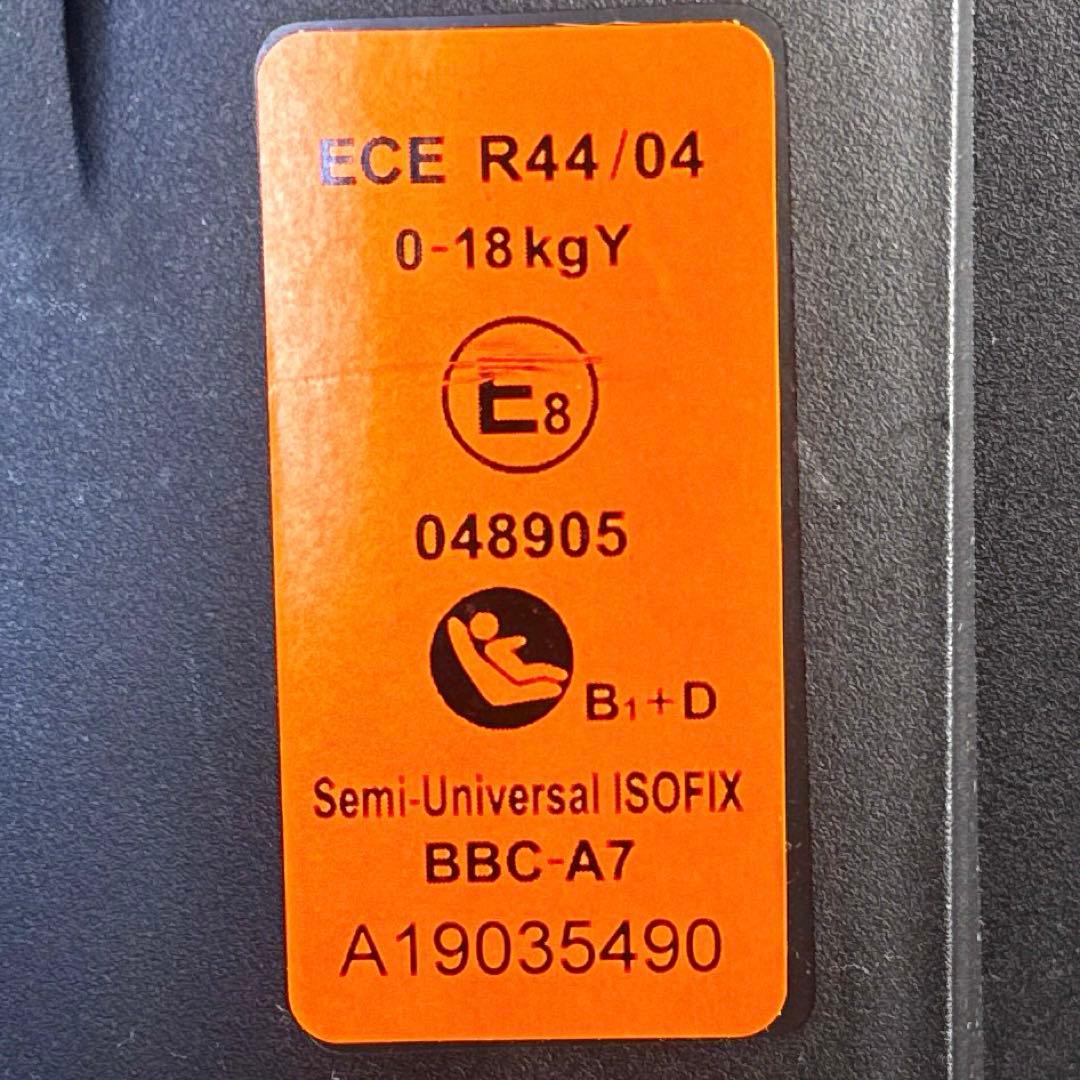 ECE R44/04
0-18kgY
E8
048905
B1+D
Semi-Universal ISOFIX
BBC-A7
A19035490